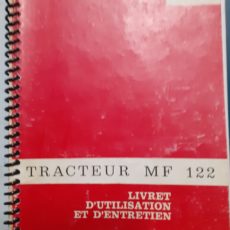 TRACTEUR MF 122
LIVRET
D'UTILISATION
ET D'ENTRETIEN